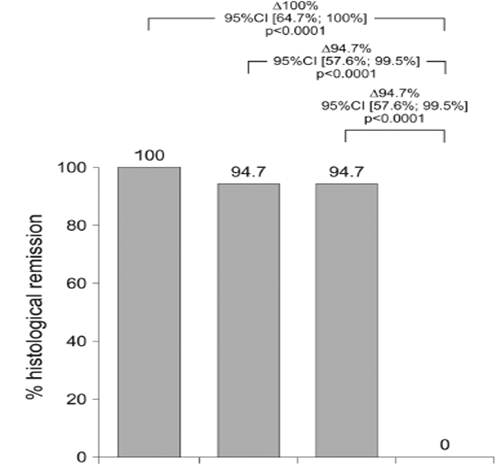 Δ100%
95%CI [64.7%; 100%]
p<0.0001
Δ94.7%
95%CI [57.6%; 99.5%]
p<0.0001
Δ94.7%
95%CI [57.6%; 99.5%]
p<0.0001
100
94.7
94.7
0
% histological remission
100
80
60
40
20
0